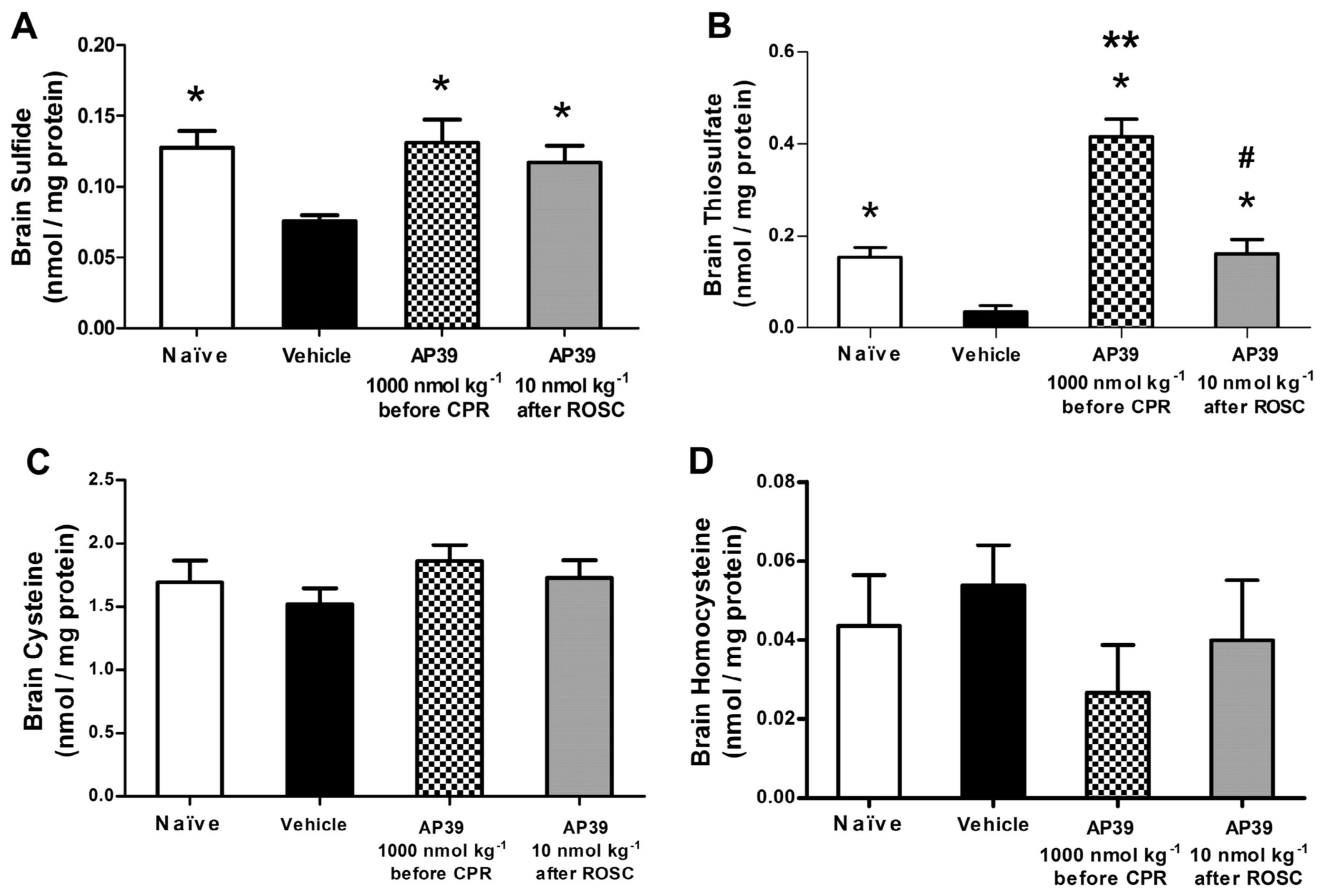 A
Brain Sulfide
(nmol / mg protein)
0.20
0.15
0.10
0.05
0.00
*
*
*
Naïve
Vehicle
AP39
1000 nmol kg-1
before CPR
AP39
10 nmol kg-1
after ROSC
B
Brain Thiosulfate
(nmol / mg protein)
0.6
0.4
0.2
0.0
*
**
*
#
*
Naïve
Vehicle
AP39
1000 nmol kg-1
before CPR
AP39
10 nmol kg-1
after ROSC
C
Brain Cysteine
(nmol / mg protein)
2.5
2.0
1.5
1.0
0.5
0.0
Naïve
Vehicle
AP39
1000 nmol kg-1
before CPR
AP39
10 nmol kg-1
after ROSC
D
Brain Homocysteine
(nmol / mg protein)
0.08
0.06
0.04
0.02
0.00
Naïve
Vehicle
AP39
1000 nmol kg-1
before CPR
AP39
10 nmol kg-1
after ROSC